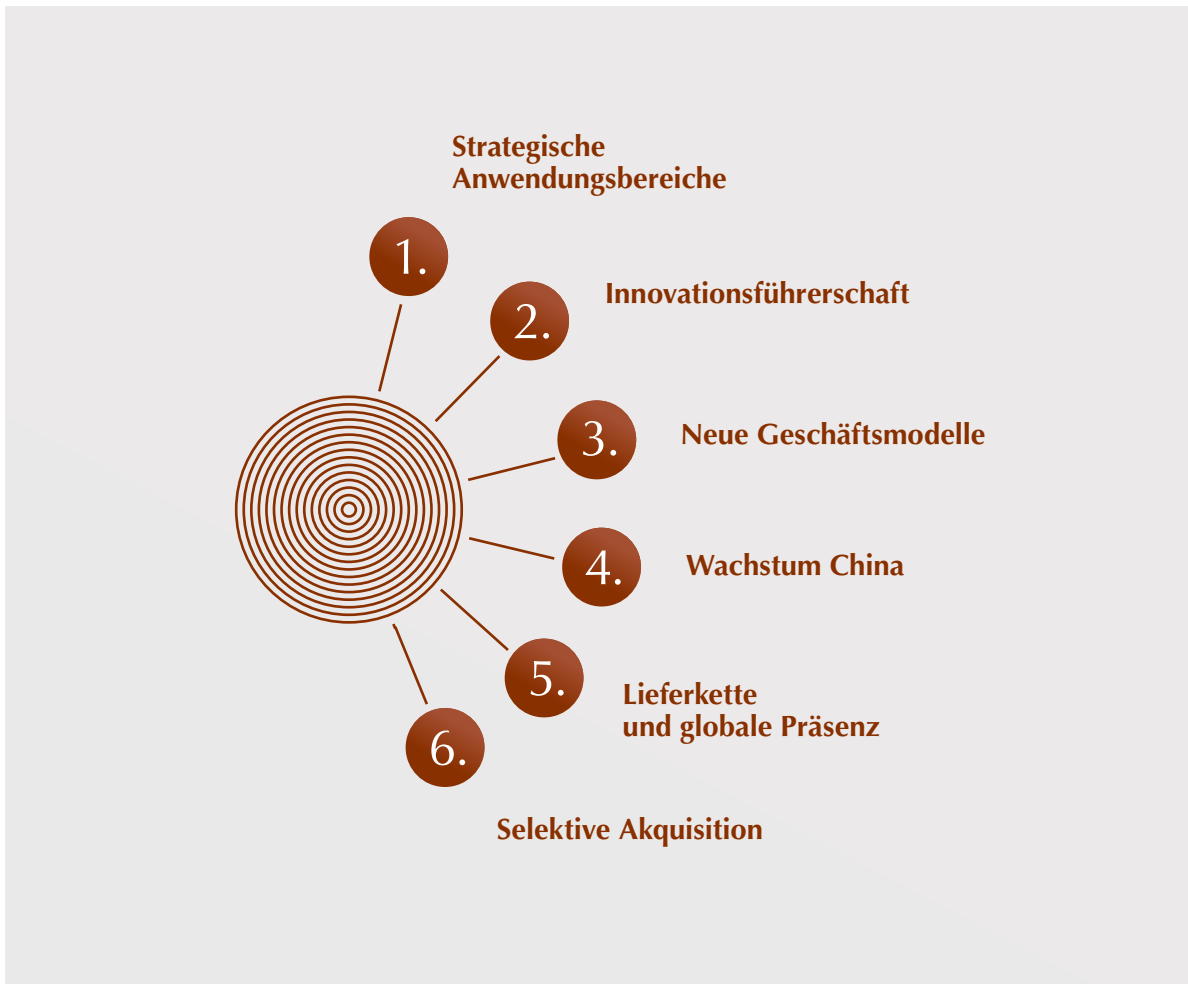 Strategische
Anwendungsbereiche
1.
2.
Innovationsführerschaft
3.
Neue Geschäftsmodelle
4.
Wachstum China
5.
Lieferkette
und globale Präsenz
6.
Selektive Akquisition